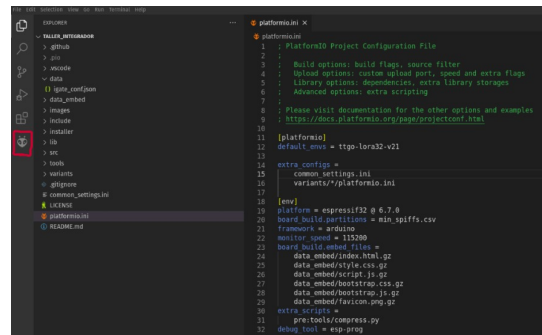 File Edit Selection View Go Run Terminal Help
EXPLORER
TALLER_INTEGRADOR
.github
.pio
.vscode
data
igate_conf.json
data_embed
images
include
installer
lib
src
tools
variants
.gitignore
common_settings.ini
LICENSE
platformio.ini
README.md
platformio.ini ×
platformio.ini
1 ; PlatformIO Project Configuration File
2 ;
3 ; Build options: build flags, source filter
4 ; Upload options: custom upload port, speed and extra flags
5 ; Library options: dependencies, extra library storages
6 ; Advanced options: extra scripting
7 ;
8 ; Please visit documentation for the other options and examples
9 ; https://docs.platformio.org/page/projectconf.html
10
11 [platformio]
12 default_envs = ttgo-lora32-v21
13
14 extra_configs =
15 common_settings.ini
16 variants/*/platformio.ini
17
18 [env]
19 platform = espressif32 @ 6.7.0
20 board_build.partitions = min_spiffs.csv
21 framework = arduino
22 monitor_speed = 115200
23 board_build.embed_files =
24 data_embed/index.html.gz
25 data_embed/style.css.gz
26 data_embed/script.js.gz
27 data_embed/bootstrap.css.gz
28 data_embed/bootstrap.js.gz
29 data_embed/favicon.png.gz
30 extra_scripts =
31 pre:tools/compress.py
32 debug_tool = esp-prog